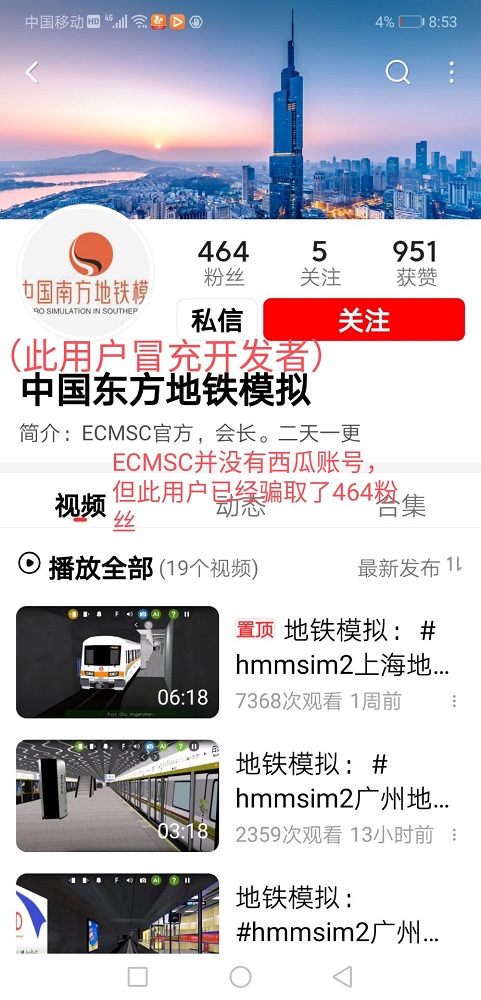 中国移动 HD 4G 4% 8:53
中国南方地铁模
RO SIMULATION IN SOUTHER
464 5 951
粉丝 关注 获赞
私信 关注
（此用户冒充开发者）
中国东方地铁模拟
简介：ECMSC官方，会长。二天一更
ECMSC并没有西瓜账号，
但此用户已经骗取了464粉
丝
视频 动态 合集
播放全部 (19个视频) 最新发布
置顶 地铁模拟：#
hmmsim2上海地...
7368次观看 1周前
06:18
地铁模拟：#
hmmsim2广州地...
2359次观看 13小时前
03:18
地铁模拟：
#hmmsim2广州...